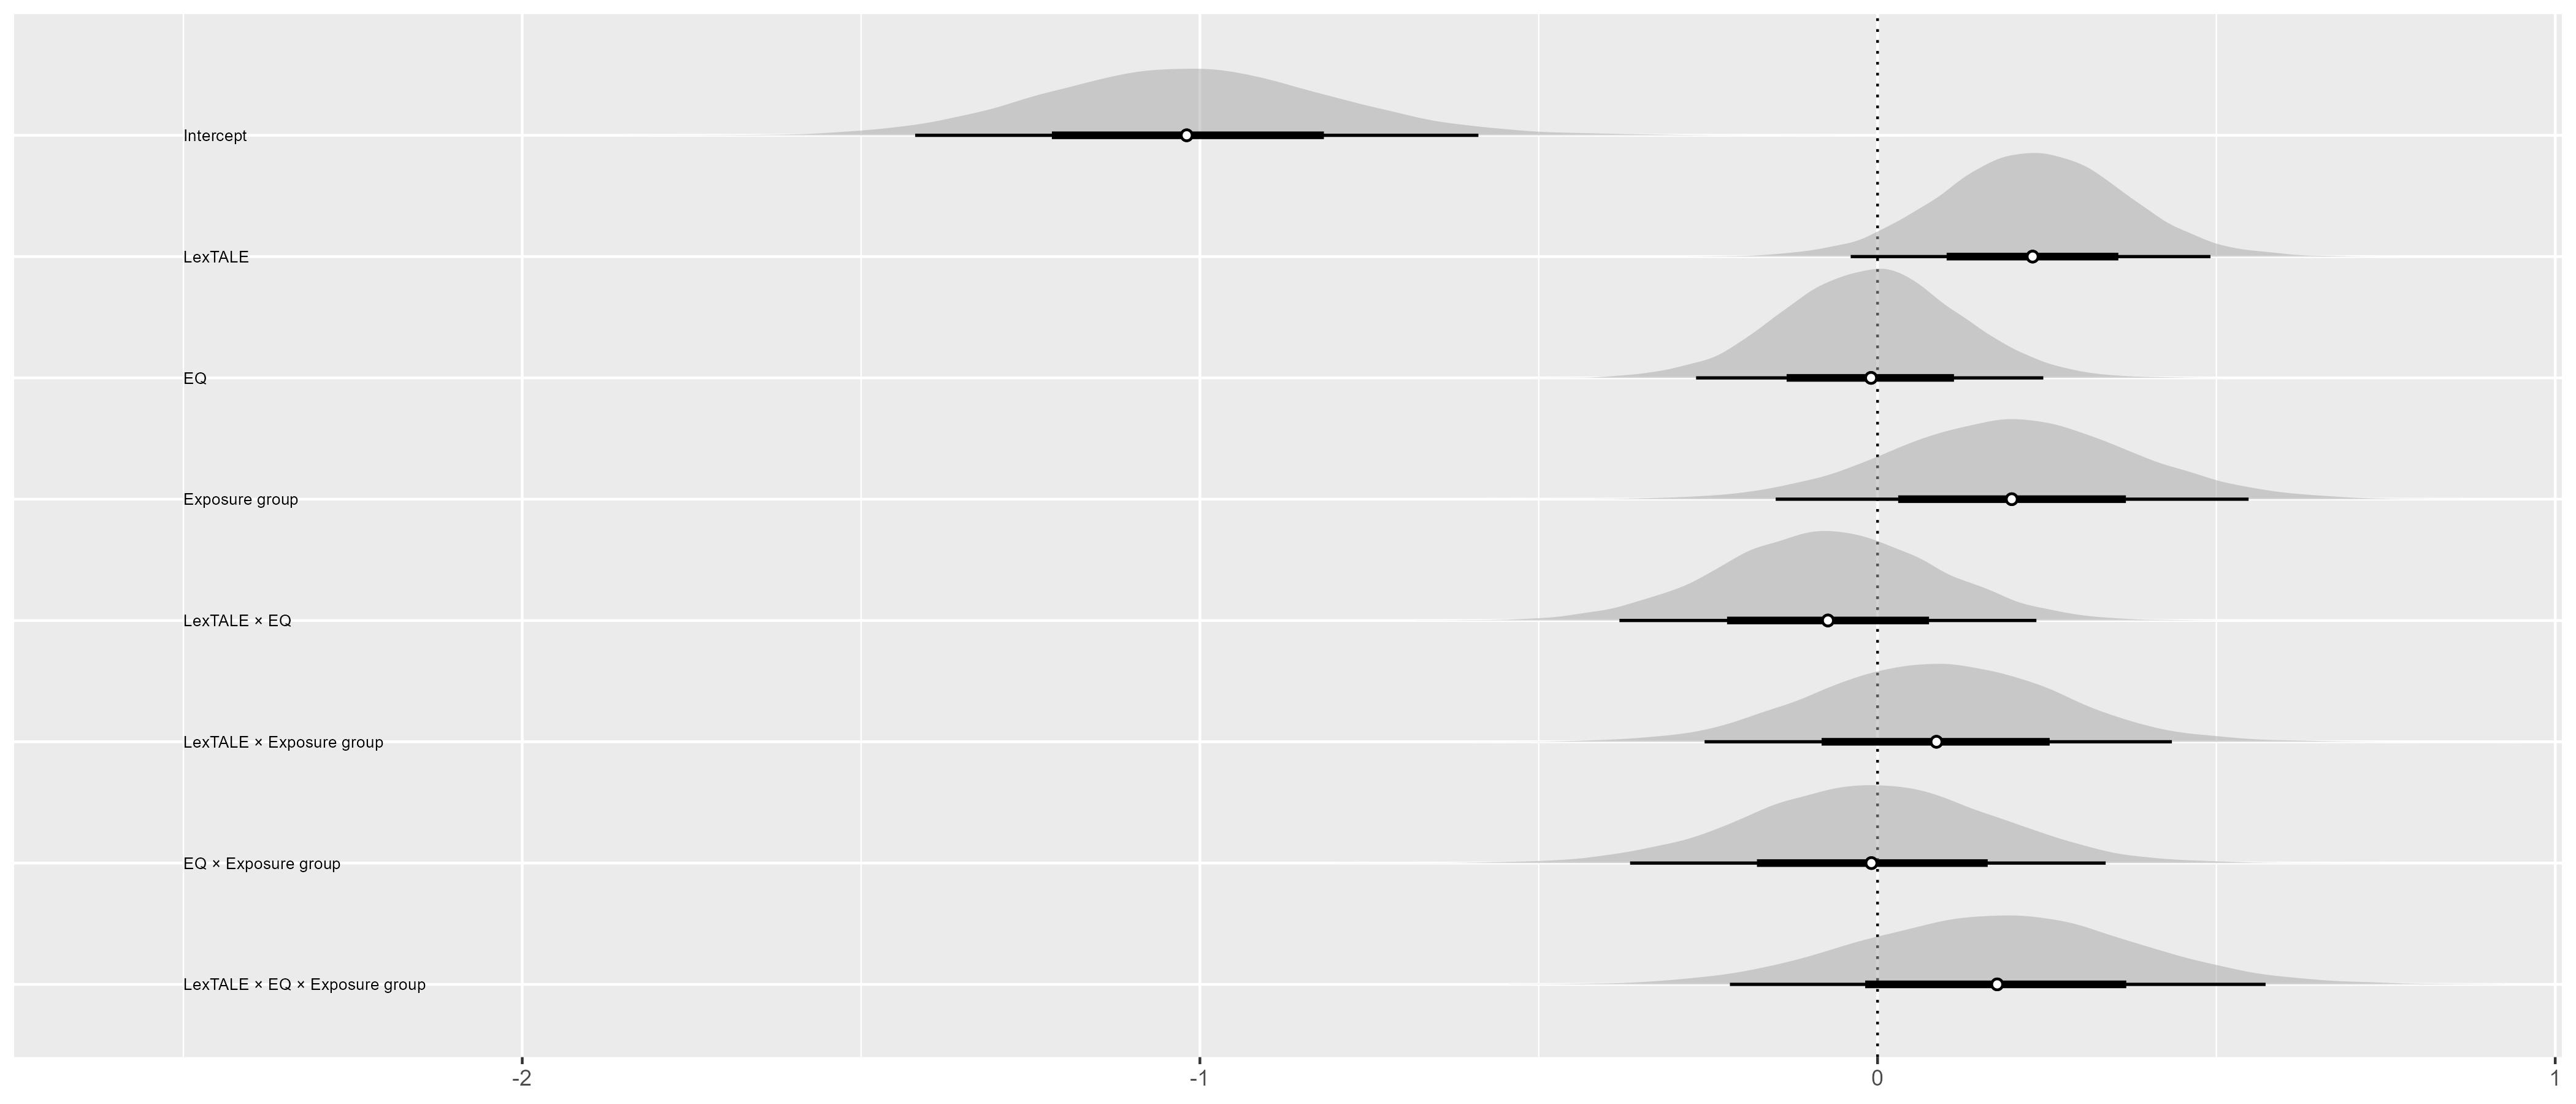 Intercept
LexTALE
EQ
Exposure group
LexTALE × EQ
LexTALE × Exposure group
EQ × Exposure group
LexTALE × EQ × Exposure group
-2 -1 0 1